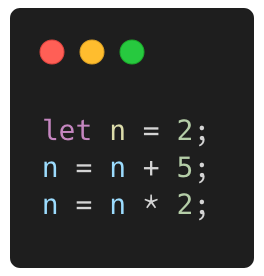 let n = 2;
n = n + 5;
n = n * 2;